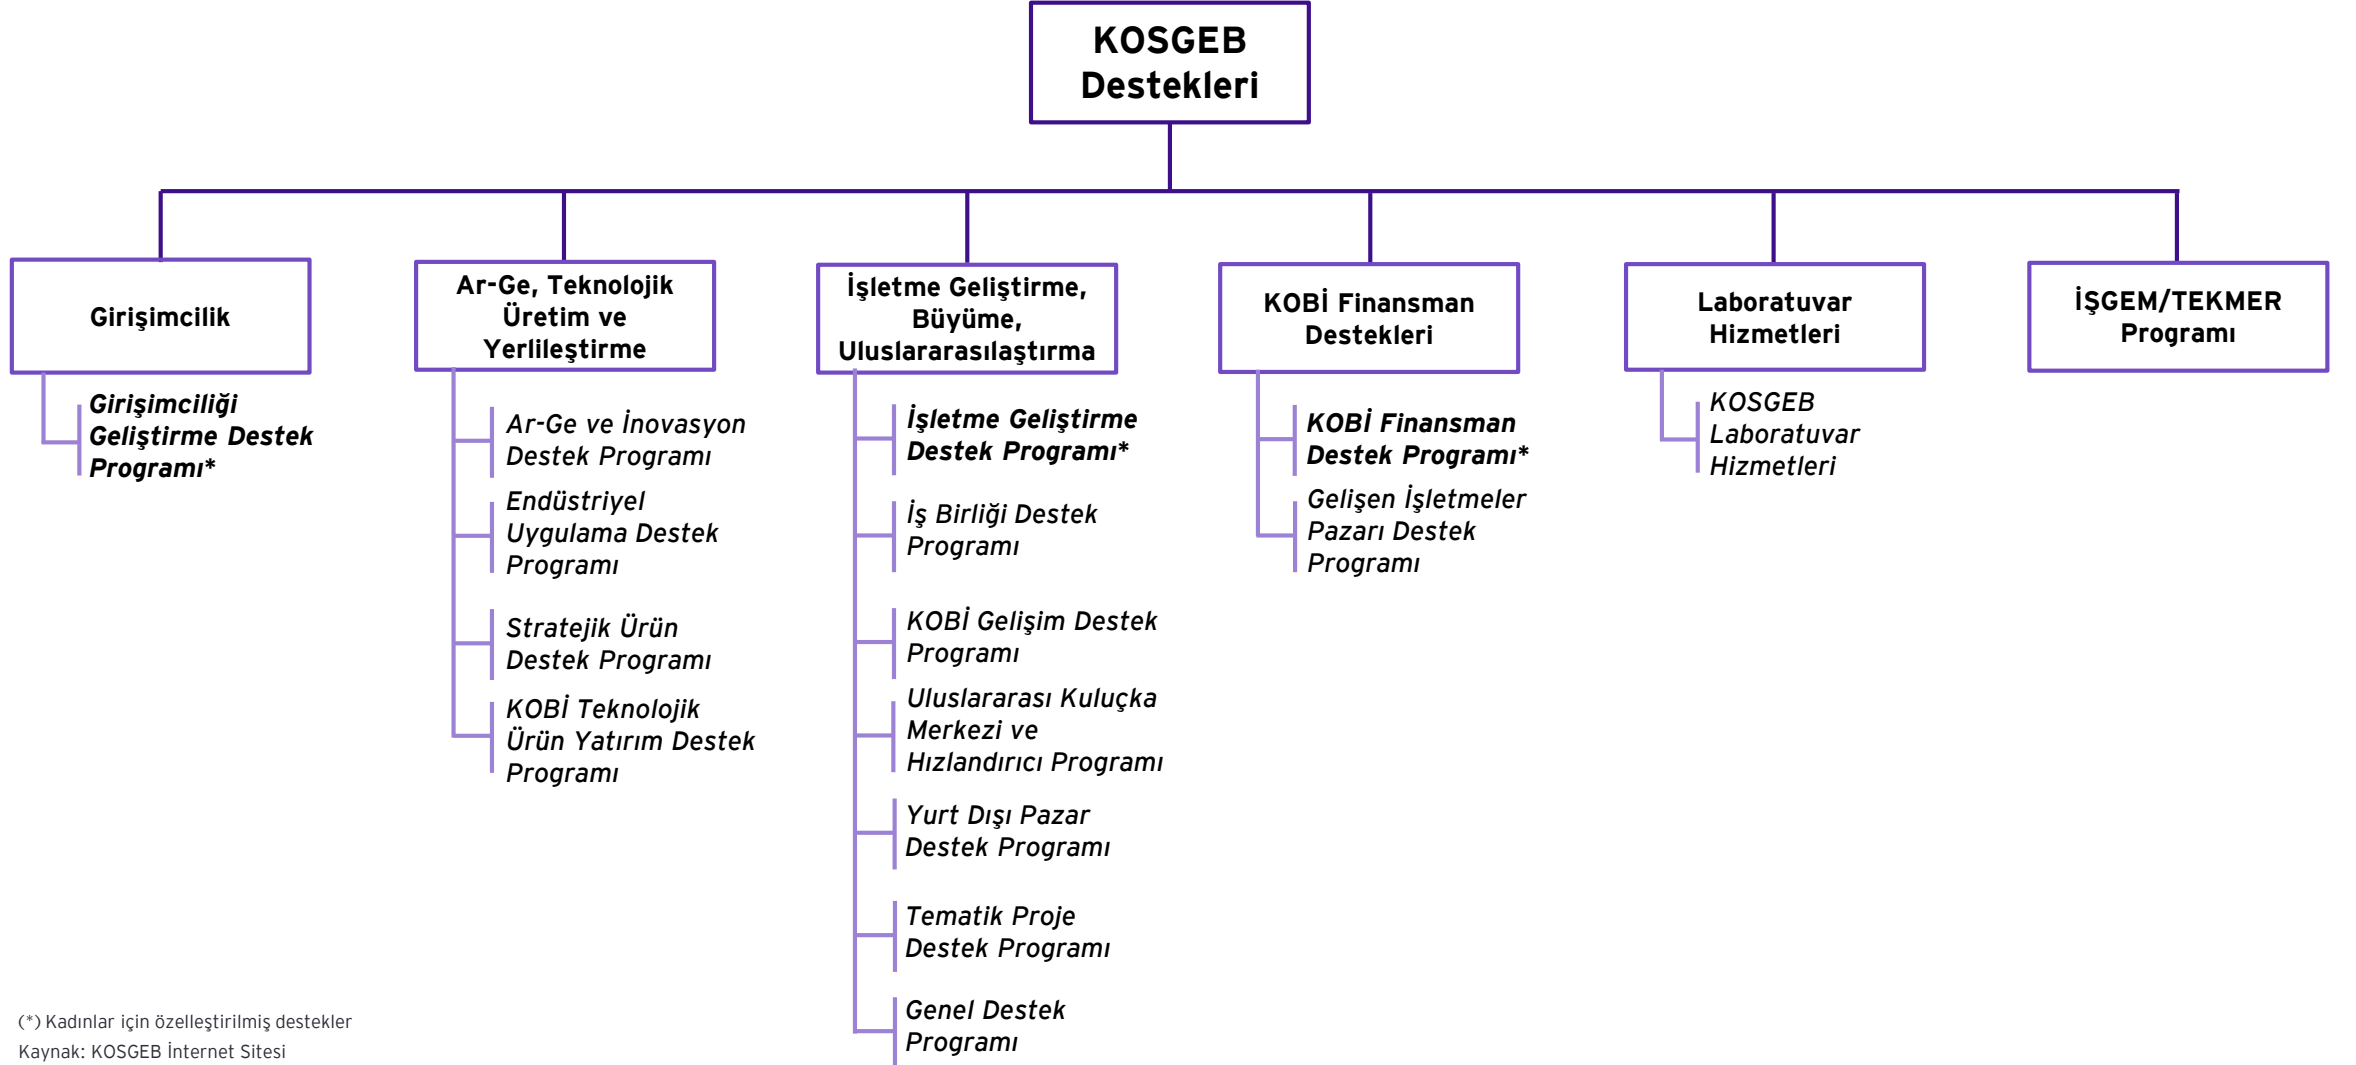 KOSGEB
Destekleri
Girişimcilik
Girişimciliği
Geliştirme Destek
Programı*
Ar-Ge, Teknolojik
Üretim ve
Yerlileştirme
Ar-Ge ve İnovasyon
Destek Programı
Endüstriyel
Uygulama Destek
Programı
Stratejik Ürün
Destek Programı
KOBİ Teknolojik
Ürün Yatırım Destek
Programı
İşletme Geliştirme,
Büyüme,
Uluslararasılaştırma
İşletme Geliştirme
Destek Programı*
İş Birliği Destek
Programı
KOBİ Gelişim Destek
Programı
Uluslararası Kuluçka
Merkezi ve
Hızlandırıcı Programı
Yurt Dışı Pazar
Destek Programı
Tematik Proje
Destek Programı
Genel Destek
Programı
KOBİ Finansman
Destekleri
KOBİ Finansman
Destek Programı*
Gelişen İşletmeler
Pazarı Destek
Programı
Laboratuvar
Hizmetleri
KOSGEB
Laboratuvar
Hizmetleri
İŞGEM/TEKMER
Programı
(*) Kadınlar için özelleştirilmiş destekler
Kaynak: KOSGEB İnternet Sitesi